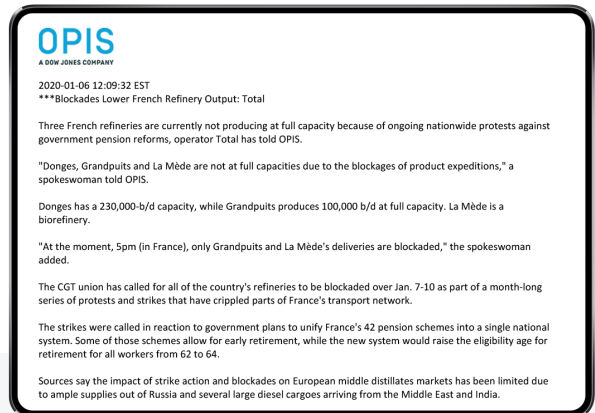 OPIS
A DOW JONES COMPANY
2020-01-06 12:09:32 EST
***Blockades Lower French Refinery Output: Total
Three French refineries are currently not producing at full capacity because of ongoing nationwide protests against
government pension reforms, operator Total has told OPIS.
"Donges, Grandpuits and La Mède are not at full capacities due to the blockages of product expeditions," a
spokeswoman told OPIS.
Donges has a 230,000-b/d capacity, while Grandpuits produces 100,000 b/d at full capacity. La Mède is a
biorefinery.
"At the moment, 5pm (in France), only Grandpuits and La Mède's deliveries are blockaded," the spokeswoman
added.
The CGT union has called for all of the country's refineries to be blockaded over Jan. 7-10 as part of a month-long
series of protests and strikes that have crippled parts of France's transport network.
The strikes were called in reaction to government plans to unify France's 42 pension schemes into a single national
system. Some of those schemes allow for early retirement, while the new system would raise the eligibility age for
retirement for all workers from 62 to 64.
Sources say the impact of strike action and blockades on European middle distillates markets has been limited due
to ample supplies out of Russia and several large diesel cargoes arriving from the Middle East and India.